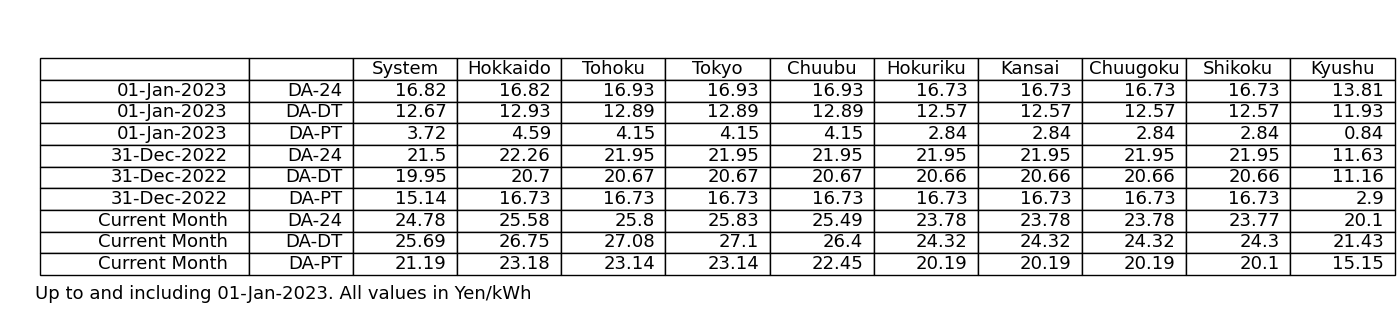 System Hokkaido Tohoku Tokyo Chuubu Hokuriku Kansai Chuugoku Shikoku Kyushu
01-Jan-2023 DA-24 16.82 16.82 16.93 16.93 16.93 16.73 16.73 16.73 16.73 13.81
01-Jan-2023 DA-DT 12.67 12.93 12.89 12.89 12.89 12.57 12.57 12.57 12.57 11.93
01-Jan-2023 DA-PT 3.72 4.59 4.15 4.15 4.15 2.84 2.84 2.84 2.84 0.84
31-Dec-2022 DA-24 21.5 22.26 21.95 21.95 21.95 21.95 21.95 21.95 21.95 11.63
31-Dec-2022 DA-DT 19.95 20.7 20.67 20.67 20.67 20.66 20.66 20.66 20.66 11.16
31-Dec-2022 DA-PT 15.14 16.73 16.73 16.73 16.73 16.73 16.73 16.73 16.73 2.9
Current Month DA-24 24.78 25.58 25.8 25.83 25.49 23.78 23.78 23.78 23.77 20.1
Current Month DA-DT 25.69 26.75 27.08 27.1 26.4 24.32 24.32 24.32 24.3 21.43
Current Month DA-PT 21.19 23.18 23.14 23.14 22.45 20.19 20.19 20.19 20.1 15.15
Up to and including 01-Jan-2023. All values in Yen/kWh